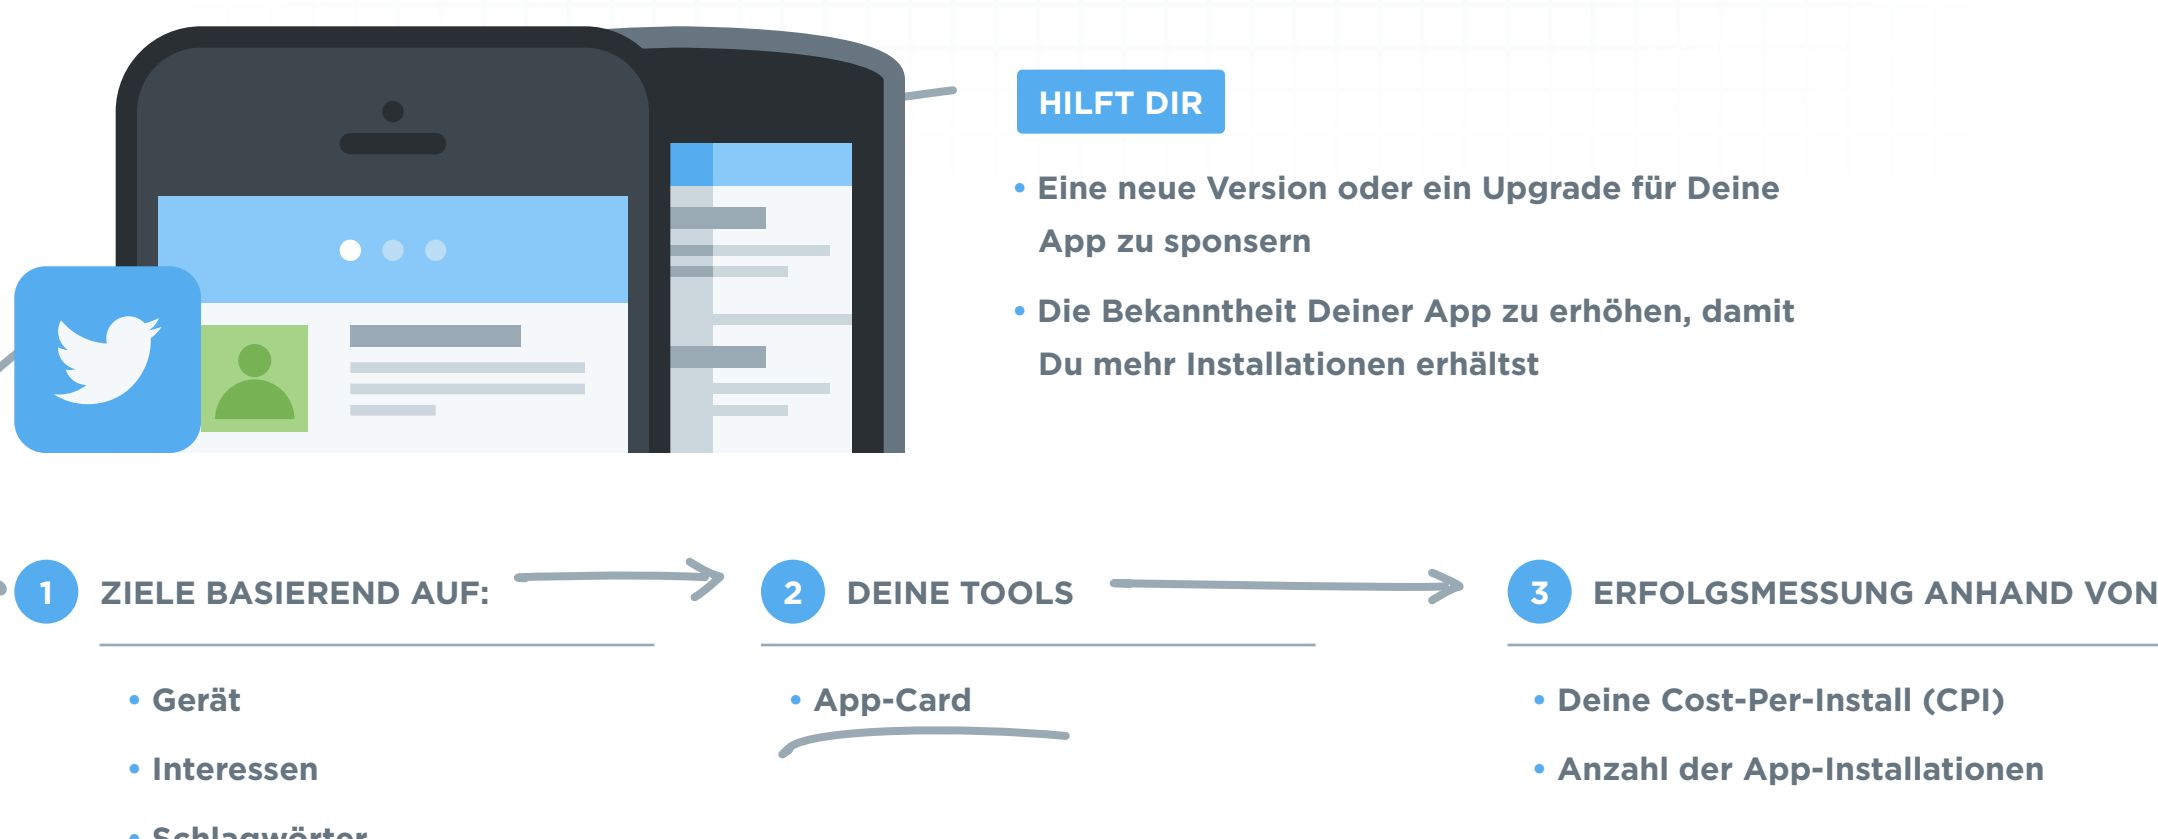 HILFT DIR
• Eine neue Version oder ein Upgrade für Deine
App zu sponsern
• Die Bekanntheit Deiner App zu erhöhen, damit
Du mehr Installationen erhältst
1 ZIELE BASIEREND AUF:
• Gerät
• Interessen
• Schlagwörter
2 DEINE TOOLS
• App-Card
3 ERFOLGSMESSUNG ANHAND VON
• Deine Cost-Per-Install (CPI)
• Anzahl der App-Installationen